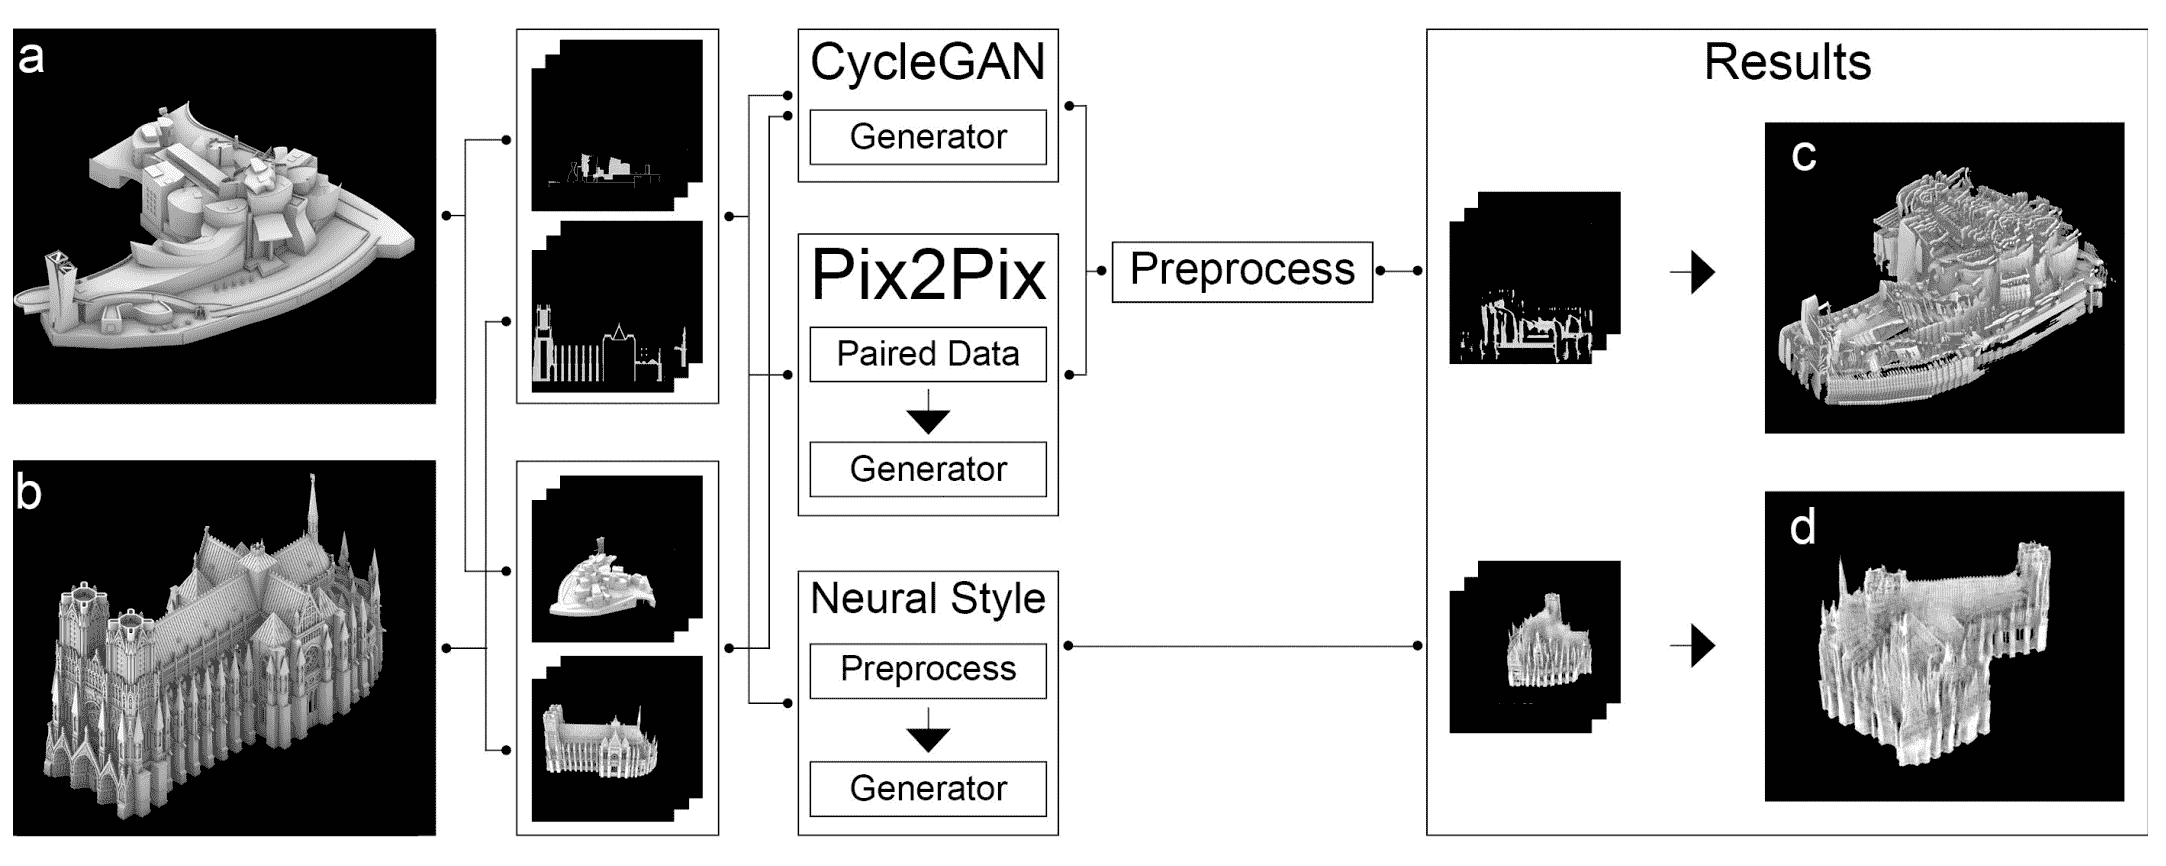 a
b
CycleGAN
Generator
Pix2Pix
Paired Data
Generator
Neural Style
Preprocess
Generator
Preprocess
Results
c
d